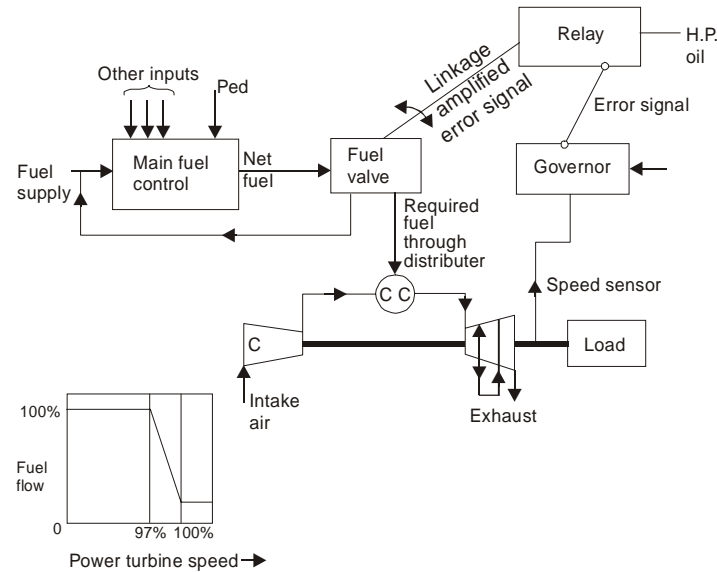 Relay
H.P.
oil
Linkage
amplified
error signal
Error signal
Other inputs
Ped
Main fuel
control
Net
fuel
Fuel
supply
Fuel
valve
Governor
Required
fuel
through
distributer
C C
Speed sensor
C
Load
Intake
air
Exhaust
100%
Fuel
flow
0
97%
100%
Power turbine speed